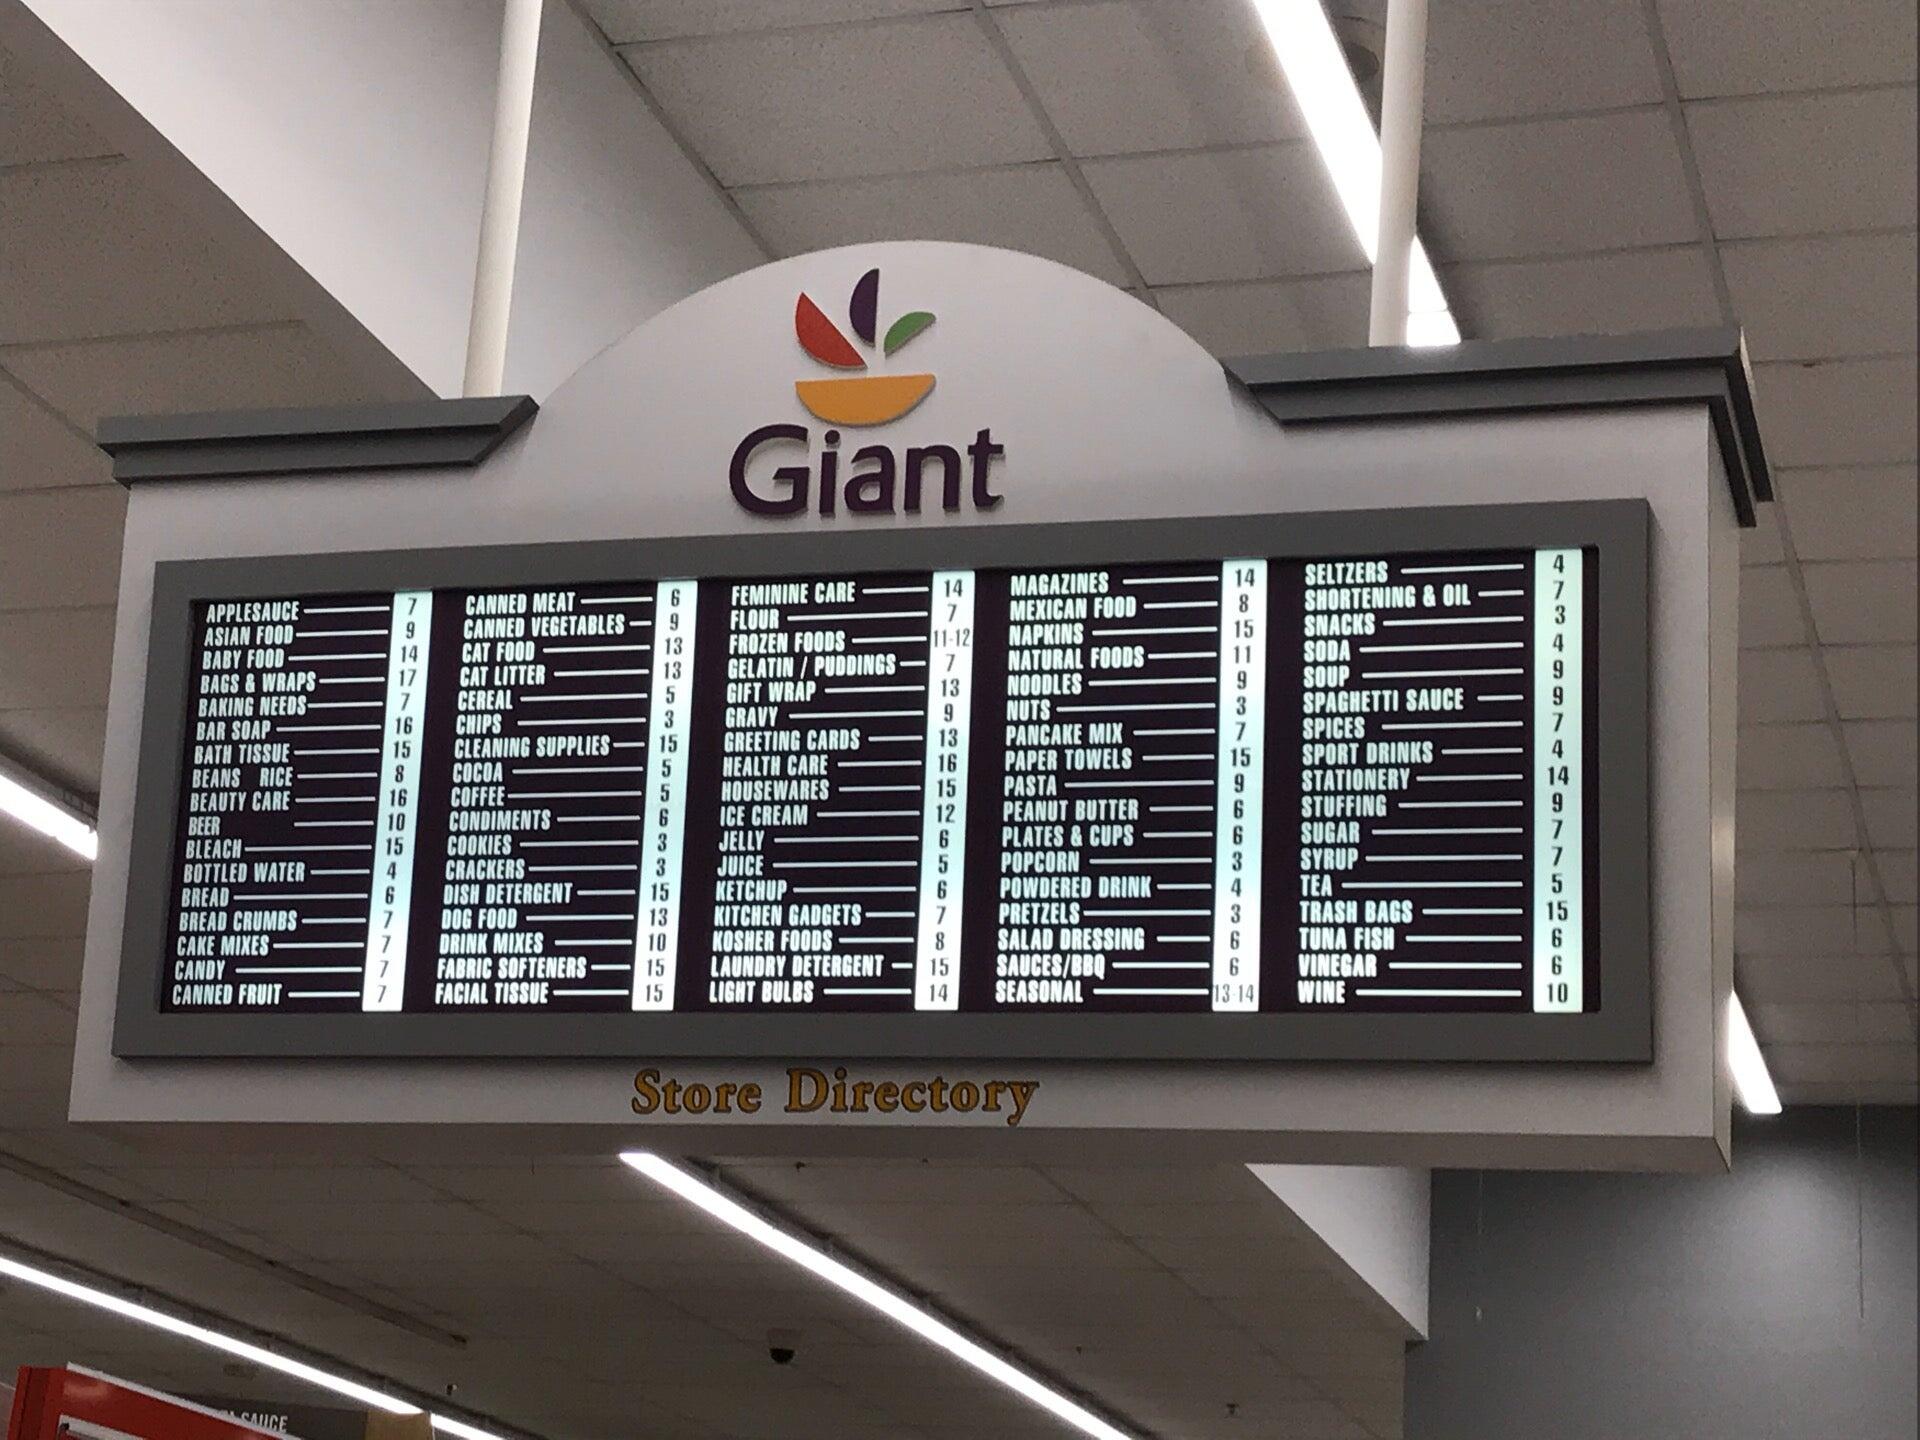 Giant
APPLESAUCE 7
ASIAN FOOD 9
BABY FOOD 14
BAGS & WRAPS 17
BAKING NEEDS 7
BAR SOAP 16
BATH TISSUE 15
BEANS RICE 8
BEAUTY CARE 16
BEER 10
BLEACH 15
BOTTLED WATER 4
BREAD 6
BREAD CRUMBS 7
CAKE MIXES 7
CANDY 7
CANNED FRUIT 7
CANNED MEAT 6
CANNED VEGETABLES 9
CAT FOOD 13
CAT LITTER 13
CEREAL 5
CHIPS 3
CLEANING SUPPLIES 15
COCOA 5
COFFEE 5
CONDIMENTS 6
COOKIES 3
CRACKERS 3
DISH DETERGENT 15
DOG FOOD 13
DRINK MIXES 10
FABRIC SOFTENERS 15
FACIAL TISSUE 15
FEMININE CARE 14
FLOUR 7
FROZEN FOODS 11-12
GELATIN / PUDDINGS 7
GIFT WRAP 13
GRAVY 9
GREETING CARDS 13
HEALTH CARE 16
HOUSEWARES 15
ICE CREAM 12
JELLY 6
JUICE 5
KETCHUP 6
KITCHEN GADGETS 7
KOSHER FOODS 8
LAUNDRY DETERGENT 15
LIGHT BULBS 14
MAGAZINES 14
MEXICAN FOOD 8
NAPKINS 15
NATURAL FOODS 11
NOODLES 9
NUTS 3
PANCAKE MIX 7
PAPER TOWELS 15
PASTA 9
PEANUT BUTTER 6
PLATES & CUPS 6
POPCORN 3
POWDERED DRINK 4
PRETZELS 3
SALAD DRESSING 6
SAUCES/BBQ 6
SEASONAL 13-14
SELTZERS 4
SHORTENING & OIL 7
SNACKS 3
SODA 4
SOUP 9
SPAGHETTI SAUCE 9
SPICES 7
SPORT DRINKS 4
STATIONERY 14
STUFFING 9
SUGAR 7
SYRUP 7
TEA 5
TRASH BAGS 15
TUNA FISH 6
VINEGAR 6
WINE 10
Store Directory
SAUCE